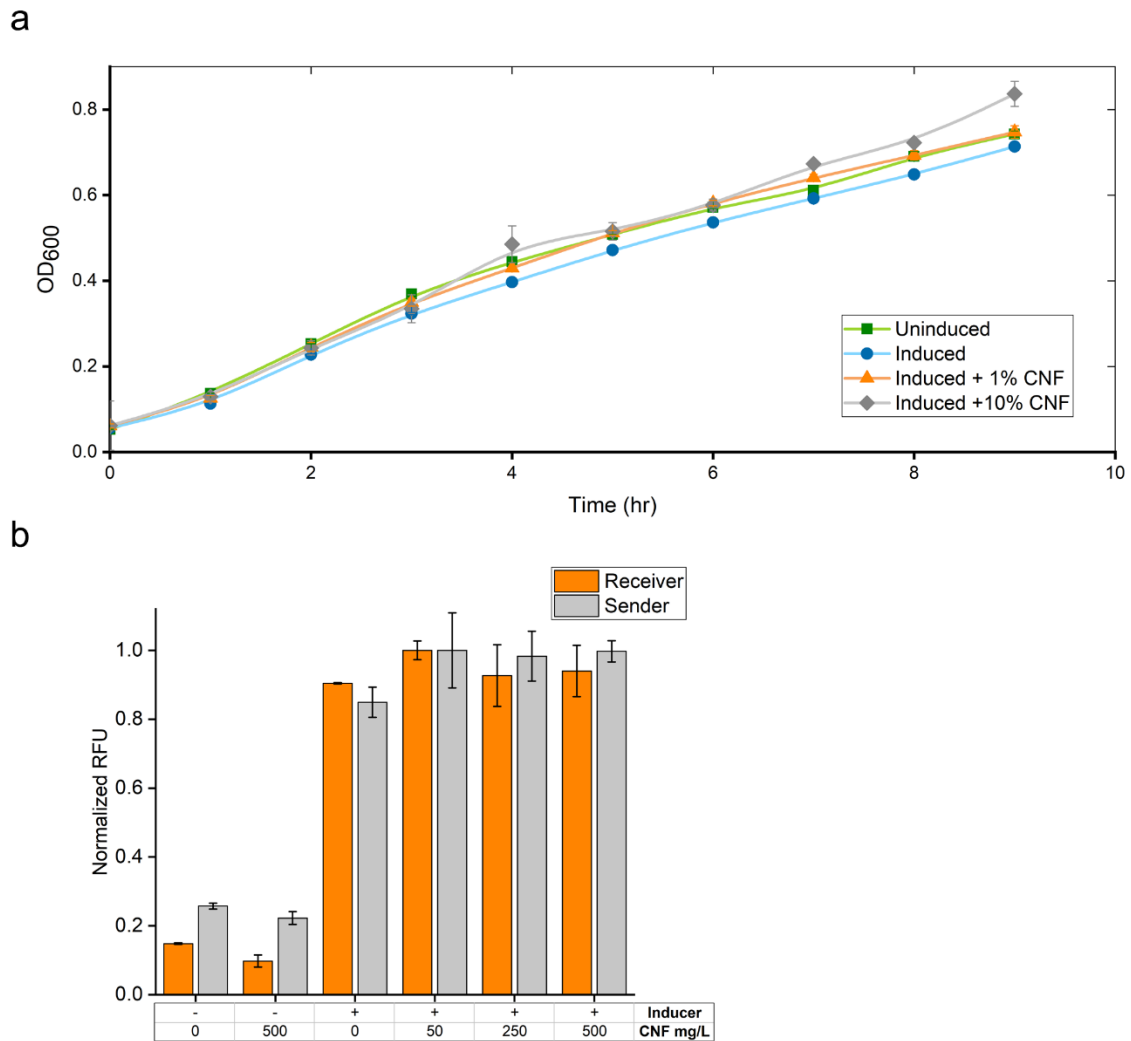 a
0.8
0.6
0.4
0.2
0.0
OD600
0 2 4 6 8 10
Time (hr)
Uninduced
Induced
Induced + 1% CNF
Induced +10% CNF
b
Receiver
Sender
1.0
0.8
0.6
0.4
0.2
0.0
Normalized RFU
- - + + + + Inducer
0 500 0 50 250 500 CNF mg/L